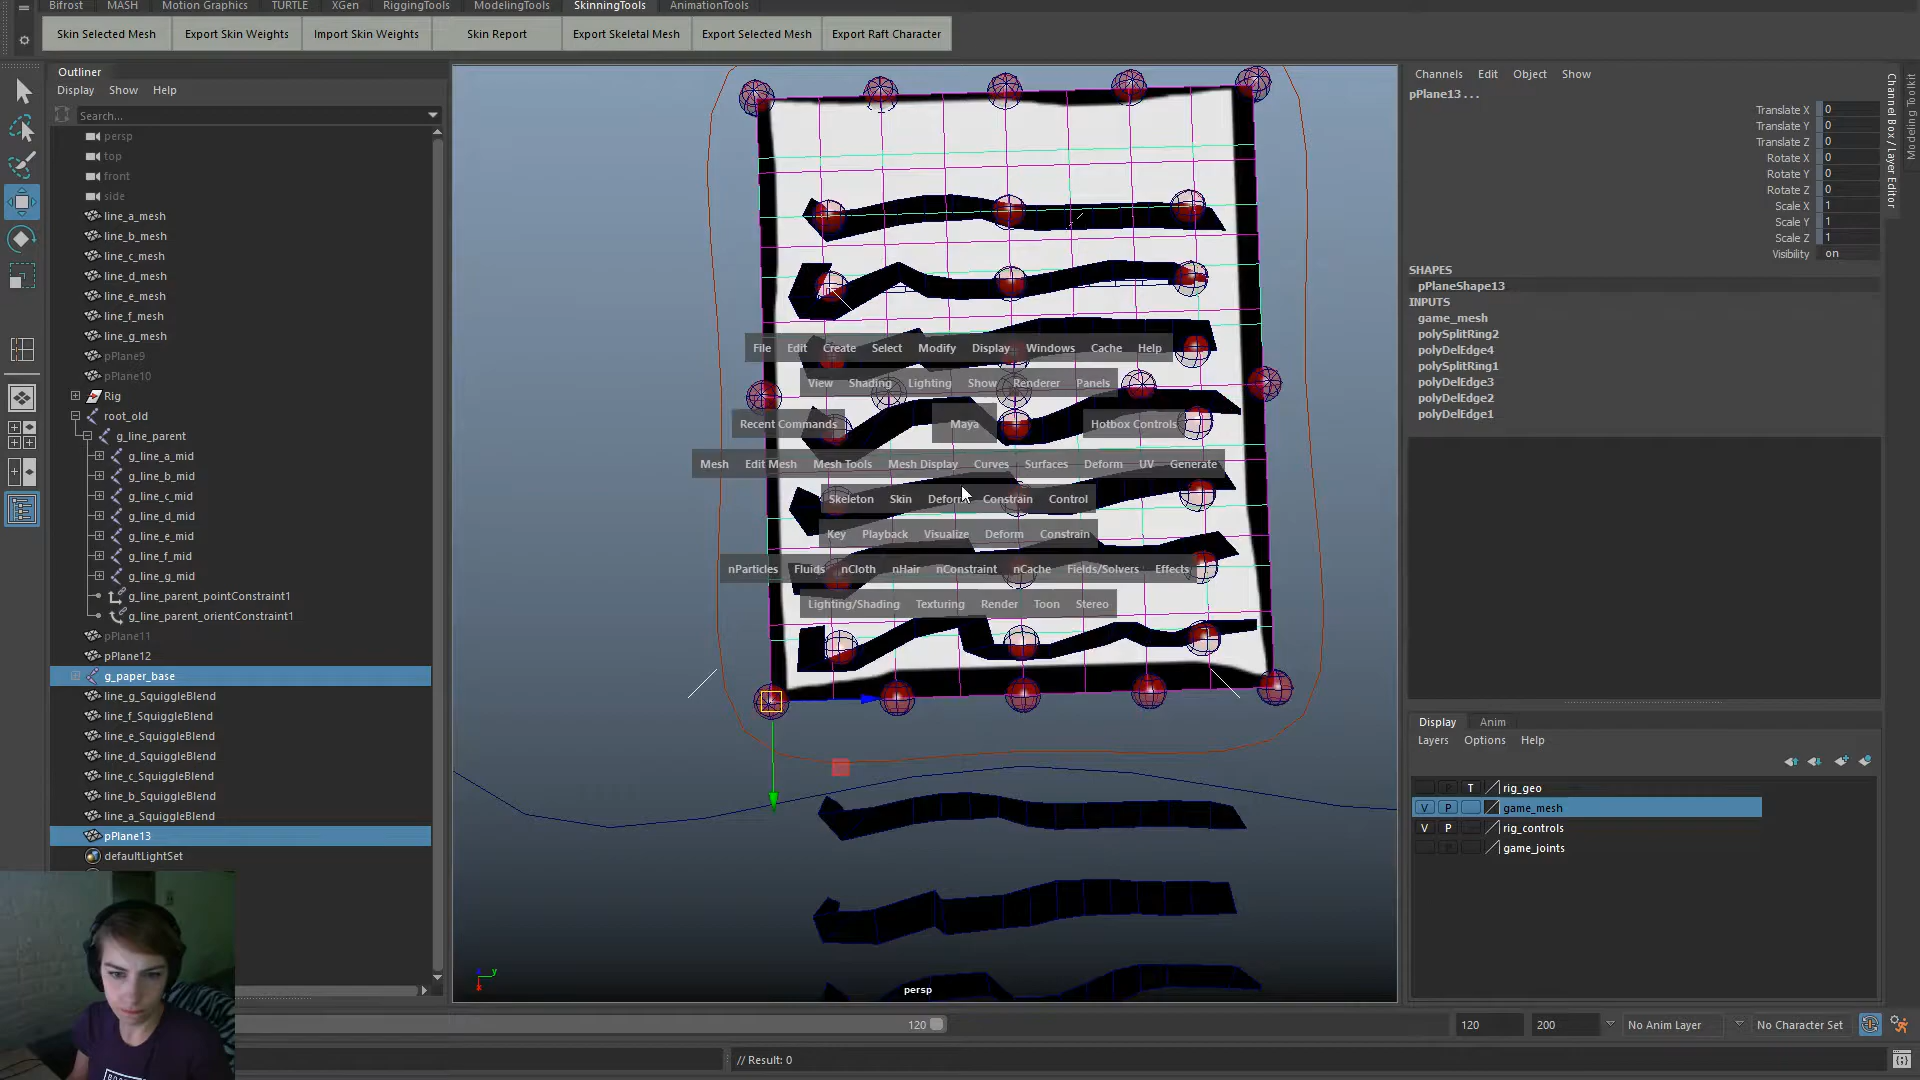 Bifrost MASH Motion Graphics TURTLE XGen RiggingTools ModelingTools SkinningTools AnimationTools
Skin Selected Mesh Export Skin Weights Import Skin Weights Skin Report Export Skeletal Mesh Export Selected Mesh Export Raft Character
Outliner
Display Show Help
Search...
persp
top
front
side
line_a_mesh
line_b_mesh
line_c_mesh
line_d_mesh
line_e_mesh
line_f_mesh
line_g_mesh
pPlane9
pPlane10
Rig
root_old
g_line_parent
g_line_a_mid
g_line_b_mid
g_line_c_mid
g_line_d_mid
g_line_e_mid
g_line_f_mid
g_line_g_mid
g_line_parent_pointConstraint1
g_line_parent_orientConstraint1
pPlane11
pPlane12
g_paper_base
line_g_SquiggleBlend
line_f_SquiggleBlend
line_e_SquiggleBlend
line_d_SquiggleBlend
line_c_SquiggleBlend
line_b_SquiggleBlend
line_a_SquiggleBlend
pPlane13
defaultLightSet
File Edit Create Select Modify Display Windows Cache Help
View Shading Lighting Show Renderer Panels
Recent Commands Maya Hotbox Controls
Mesh Edit Mesh Mesh Tools Mesh Display Curves Surfaces Deform UV Generate
Skeleton Skin Deform Constrain Control
Key Playback Visualize Deform Constrain
nParticles Fluids nCloth nHair nConstraint nCache Fields/Solvers Effects
Lighting/Shading Texturing Render Toon Stereo
persp
y
Channels Edit Object Show
pPlane13 . . .
Translate X 0
Translate Y 0
Translate Z 0
Rotate X 0
Rotate Y 0
Rotate Z 0
Scale X 1
Scale Y 1
Scale Z 1
Visibility on
SHAPES
pPlaneShape13
INPUTS
game_mesh
polySplitRing2
polyDelEdge4
polySplitRing1
polyDelEdge3
polyDelEdge2
polyDelEdge1
Channel Box / Layer Editor
Modeling Toolkit
Display Anim
Layers Options Help
P T rig_geo
V P game_mesh
V P rig_controls
P game_joints
120 120 200 No Anim Layer No Character Set
// Result: 0